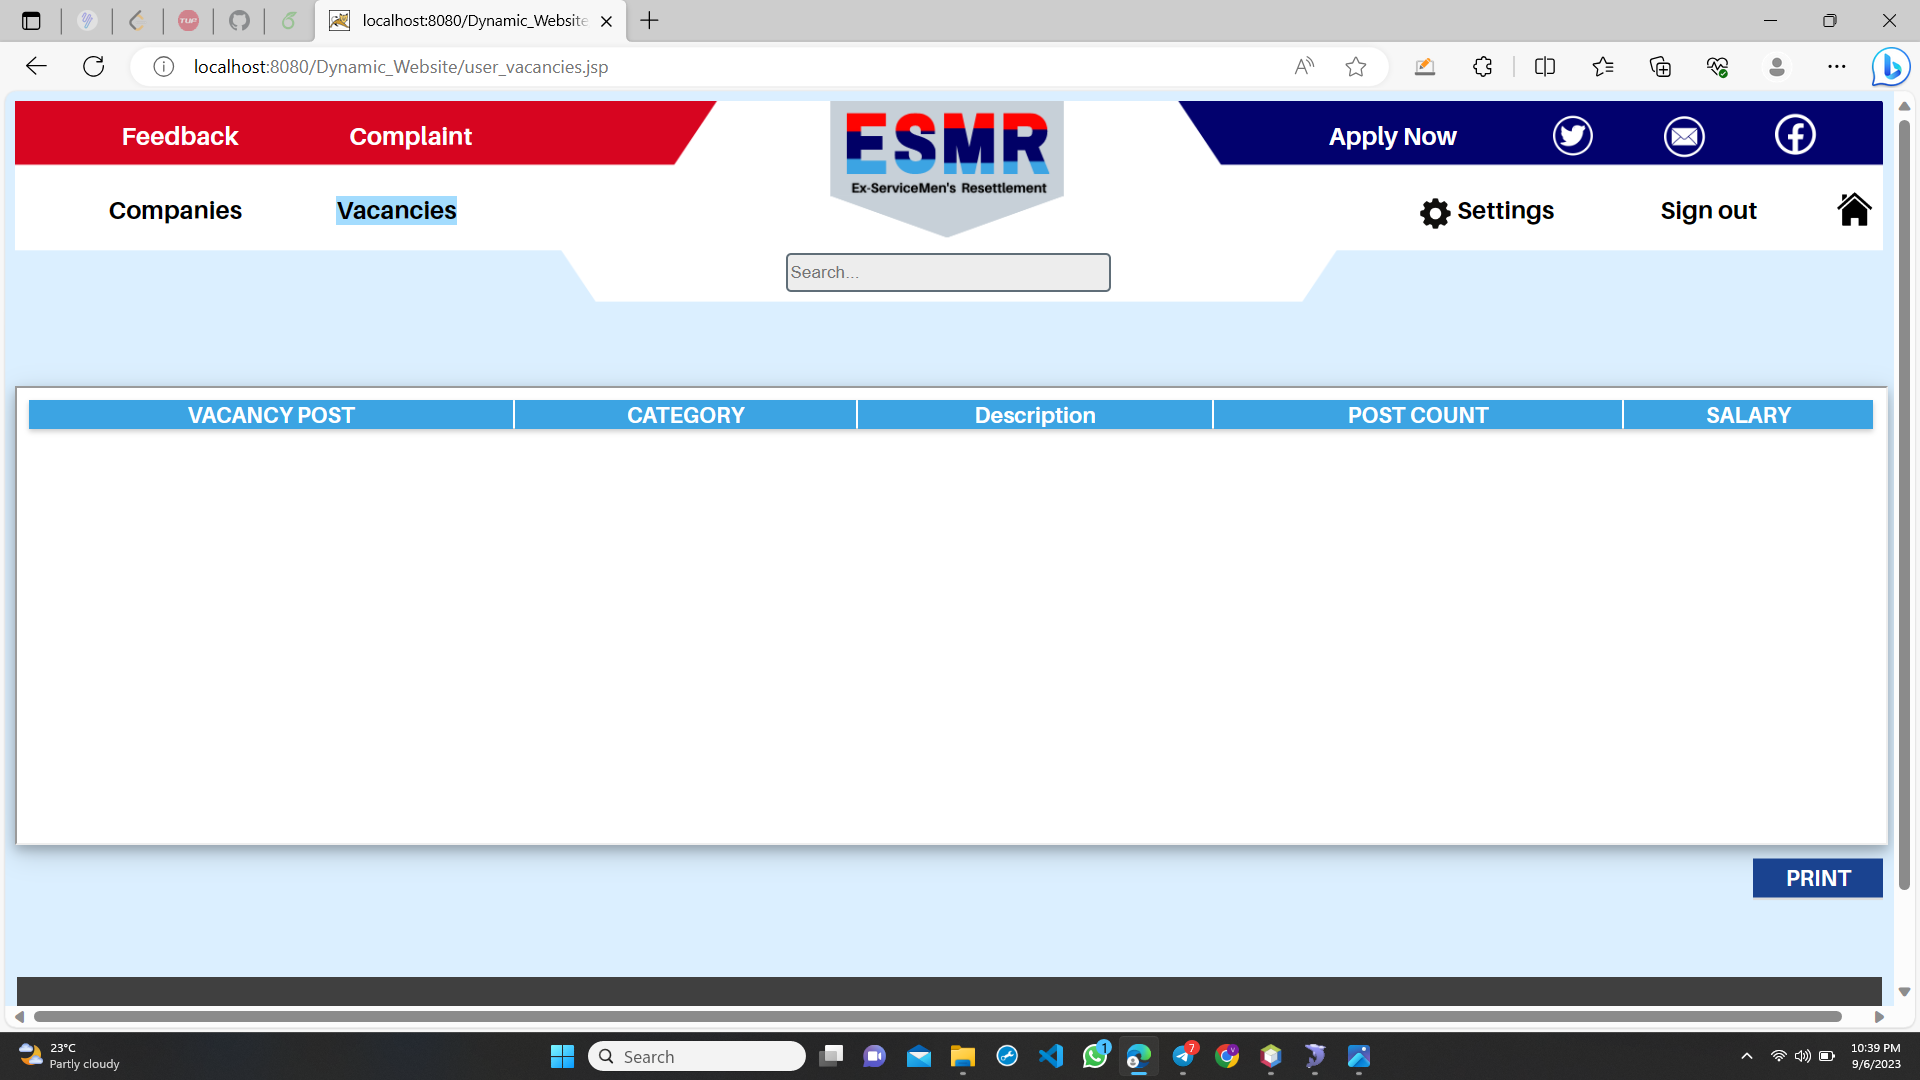 localhost:8080/Dynamic_Website
localhost:8080/Dynamic_Website/user_vacancies.jsp
Feedback
Complaint
ESMR
Ex-ServiceMen's Resettlement
Apply Now
Companies
Vacancies
Settings
Sign out
Search...
VACANCY POST
CATEGORY
Description
POST COUNT
SALARY
PRINT
23°C
Partly cloudy
Search
1
7
10:39 PM
9/6/2023